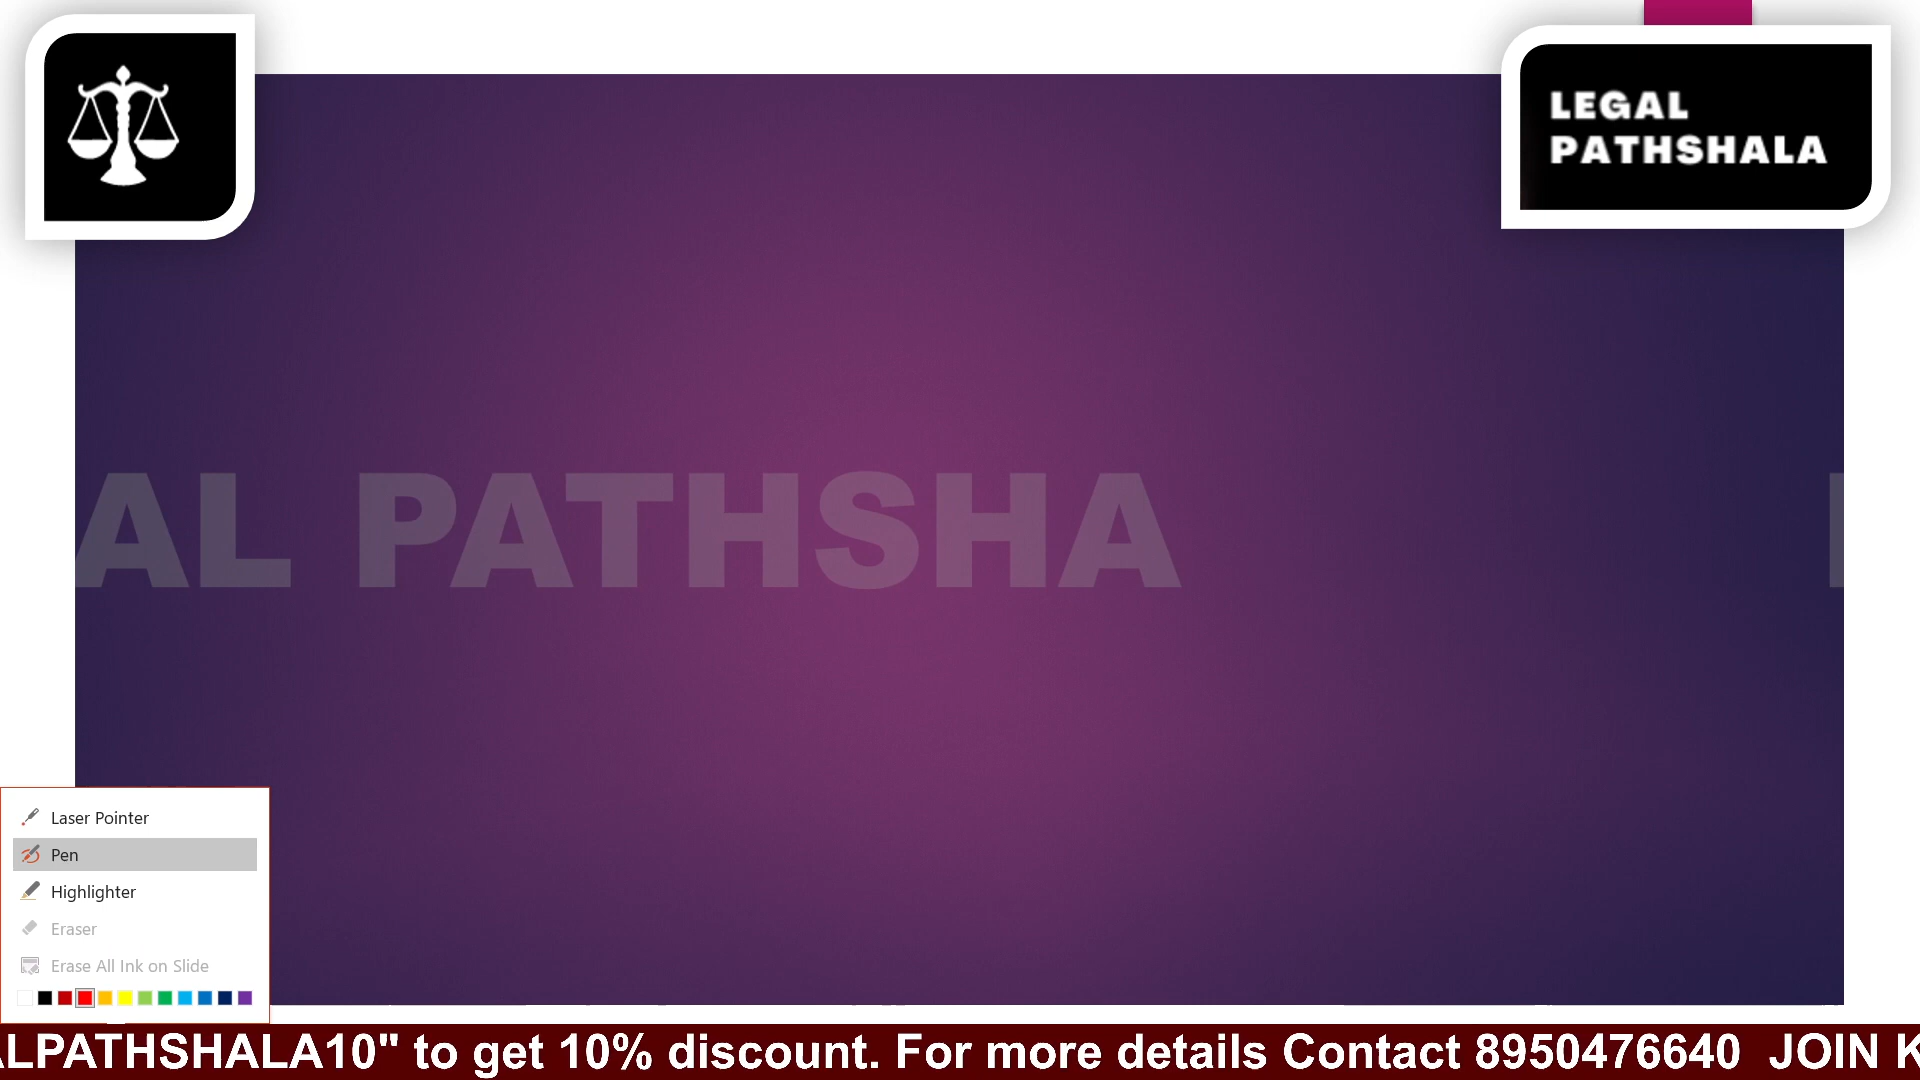 LEGAL
PATHSHALA
AL PATHSHA
Laser Pointer
Pen
Highlighter
Eraser
Erase All Ink on Slide
ALPATHSHALA10" to get 10% discount. For more details Contact 8950476640 JOIN K